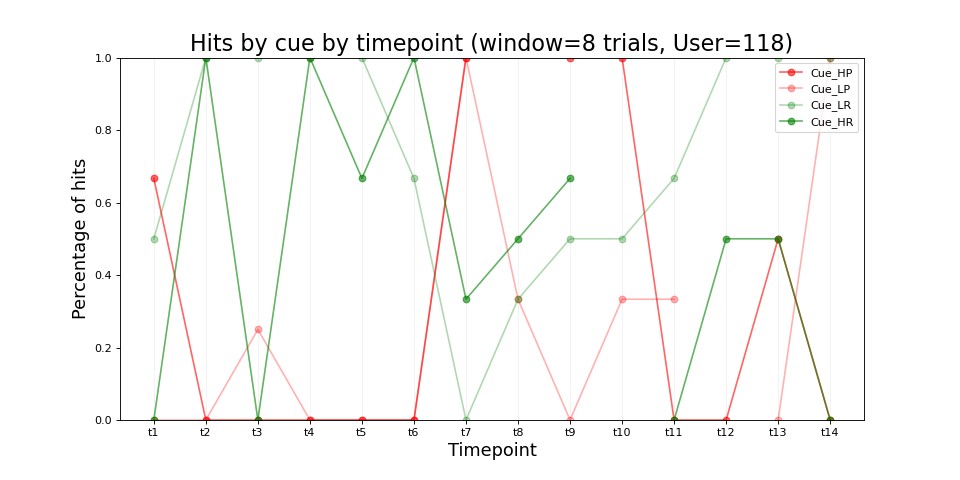 Hits by cue by timepoint (window=8 trials, User=118)
Percentage of hits
1.0
0.8
0.6
0.4
0.2
0.0
Cue_HP
Cue_LP
Cue_LR
Cue_HR
t1 t2 t3 t4 t5 t6 t7 t8 t9 t10 t11 t12 t13 t14
Timepoint